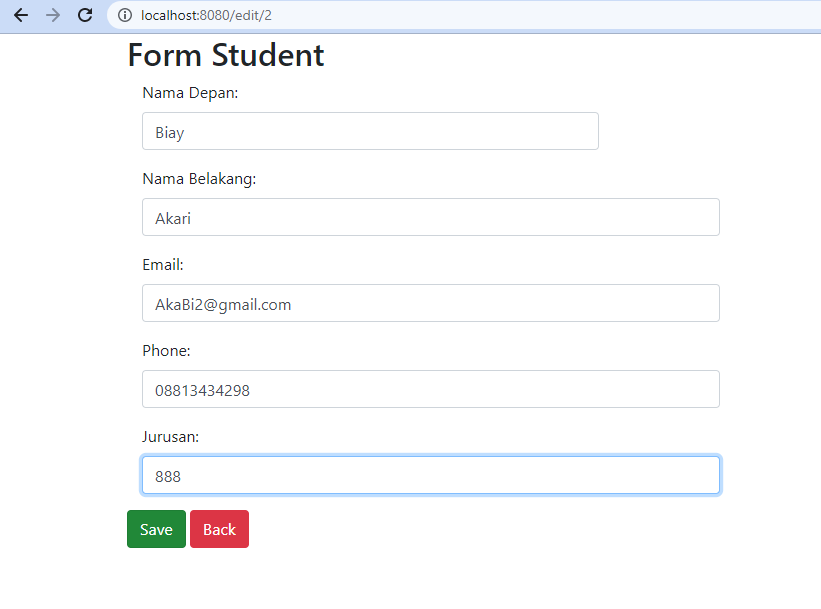 localhost:8080/edit/2
Form Student
Nama Depan:
Biay
Nama Belakang:
Akari
Email:
AkaBi2@gmail.com
Phone:
08813434298
Jurusan:
888
Save Back